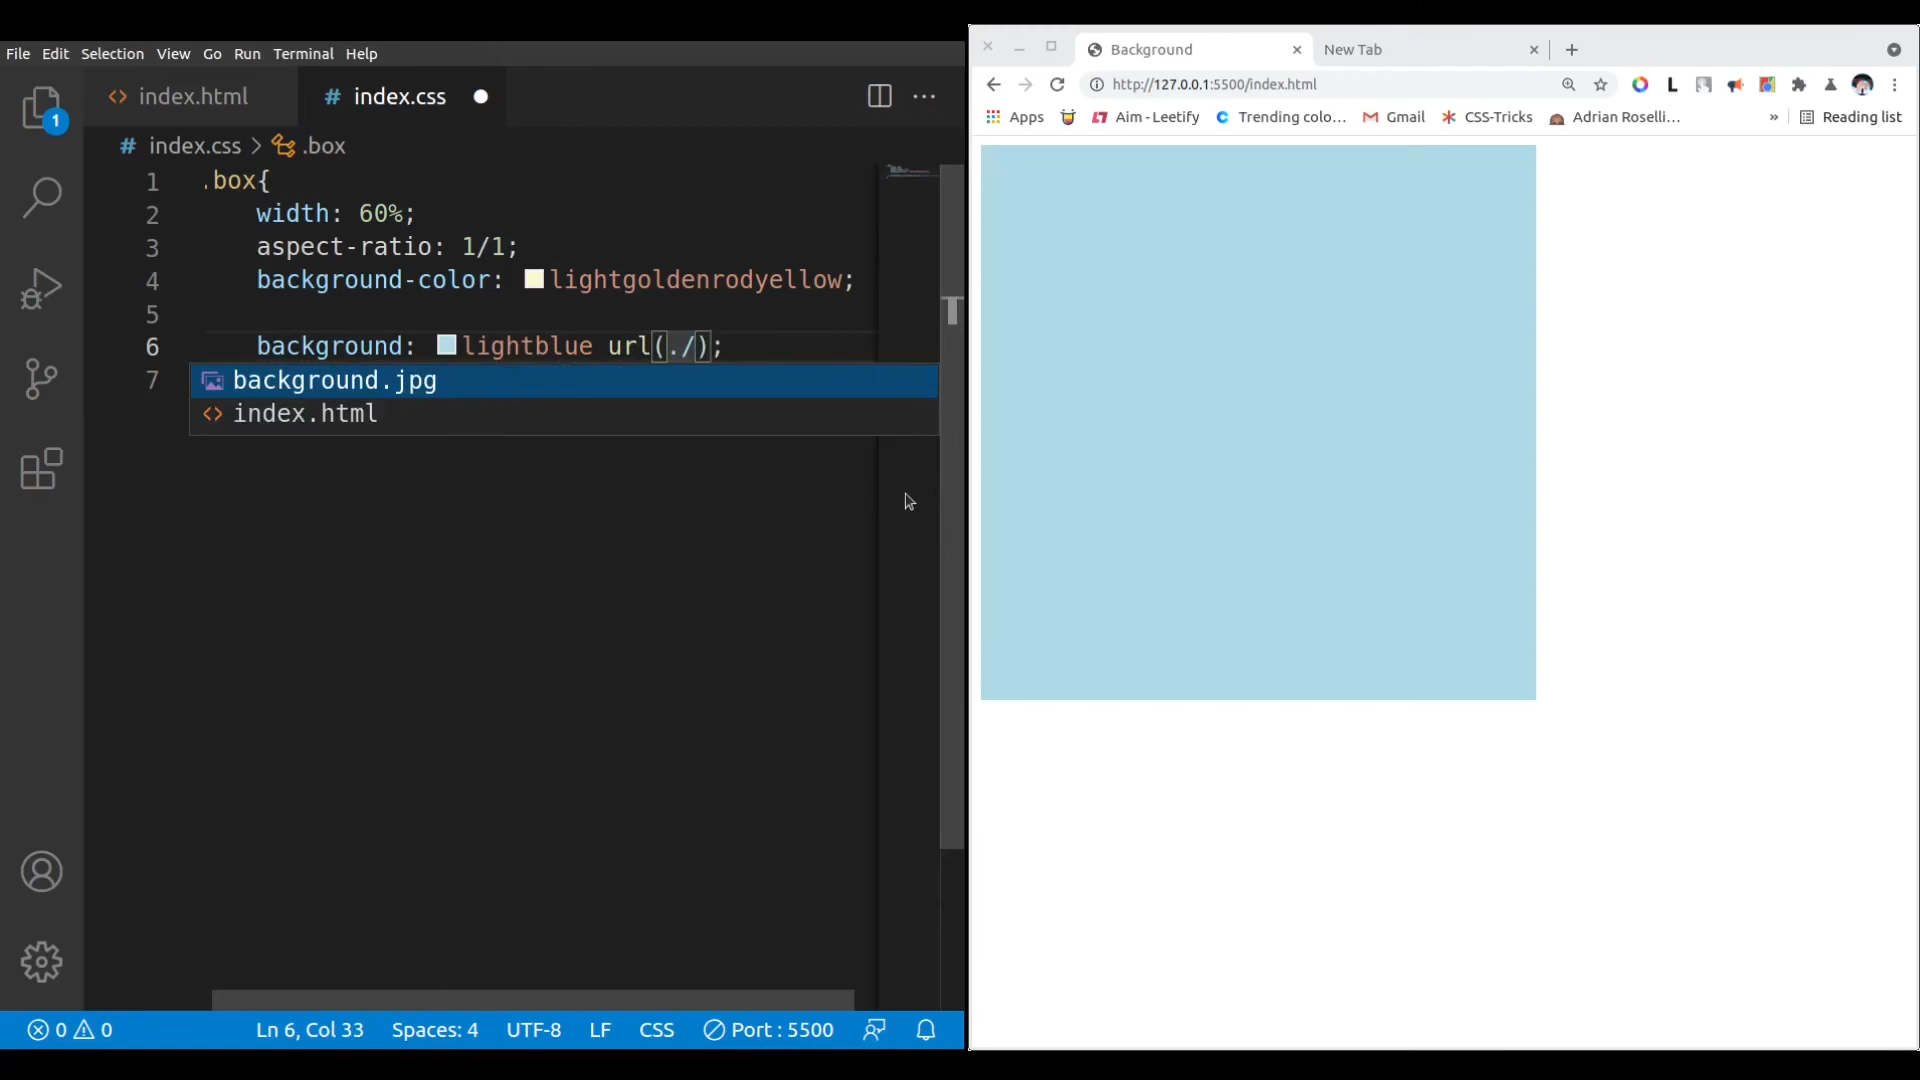 File Edit Selection View Go Run Terminal Help
index.html
# index.css
# index.css > .box
1 .box{
2 width: 60%;
3 aspect-ratio: 1/1;
4 background-color: lightgoldenrodyellow;
5
6 background: lightblue url(./);
7
background.jpg
index.html
1
0 0 Ln 6, Col 33 Spaces: 4 UTF-8 LF CSS Port : 5500
Background New Tab
http://127.0.0.1:5500/index.html
Apps Aim - Leetify Trending colo... Gmail CSS-Tricks Adrian Roselli... » Reading list